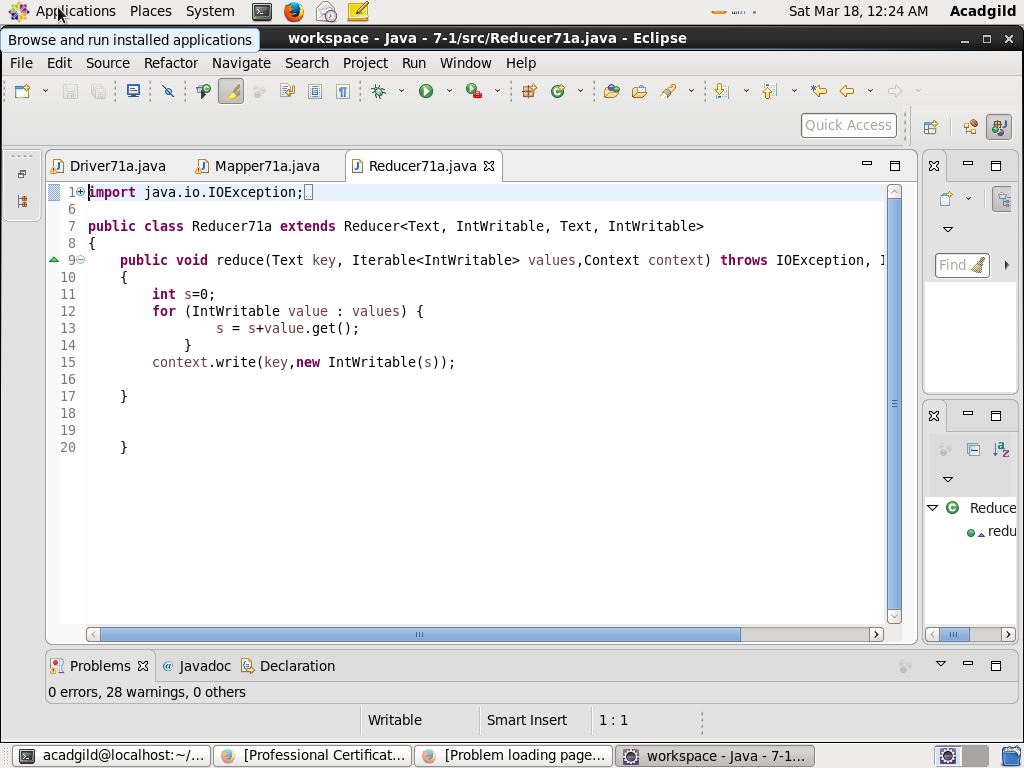 Applications Places System Sat Mar 18, 12:24 AM Acadgild
Browse and run installed applications
workspace - Java - 7-1/src/Reducer71a.java - Eclipse
File Edit Source Refactor Navigate Search Project Run Window Help
Quick Access
Driver71a.java Mapper71a.java Reducer71a.java
1 import java.io.IOException;
6
7 public class Reducer71a extends Reducer<Text, IntWritable, Text, IntWritable>
8 {
9 public void reduce(Text key, Iterable<IntWritable> values,Context context) throws IOException, I
10 {
11 int s=0;
12 for (IntWritable value : values) {
13 s = s+value.get();
14 }
15 context.write(key,new IntWritable(s));
16
17 }
18
19
20 }
Find
Reduce
redu
Problems @ Javadoc Declaration
0 errors, 28 warnings, 0 others
Writable Smart Insert 1 : 1
acadgild@localhost:~/... [Professional Certificat... [Problem loading page... workspace - Java - 7-1...